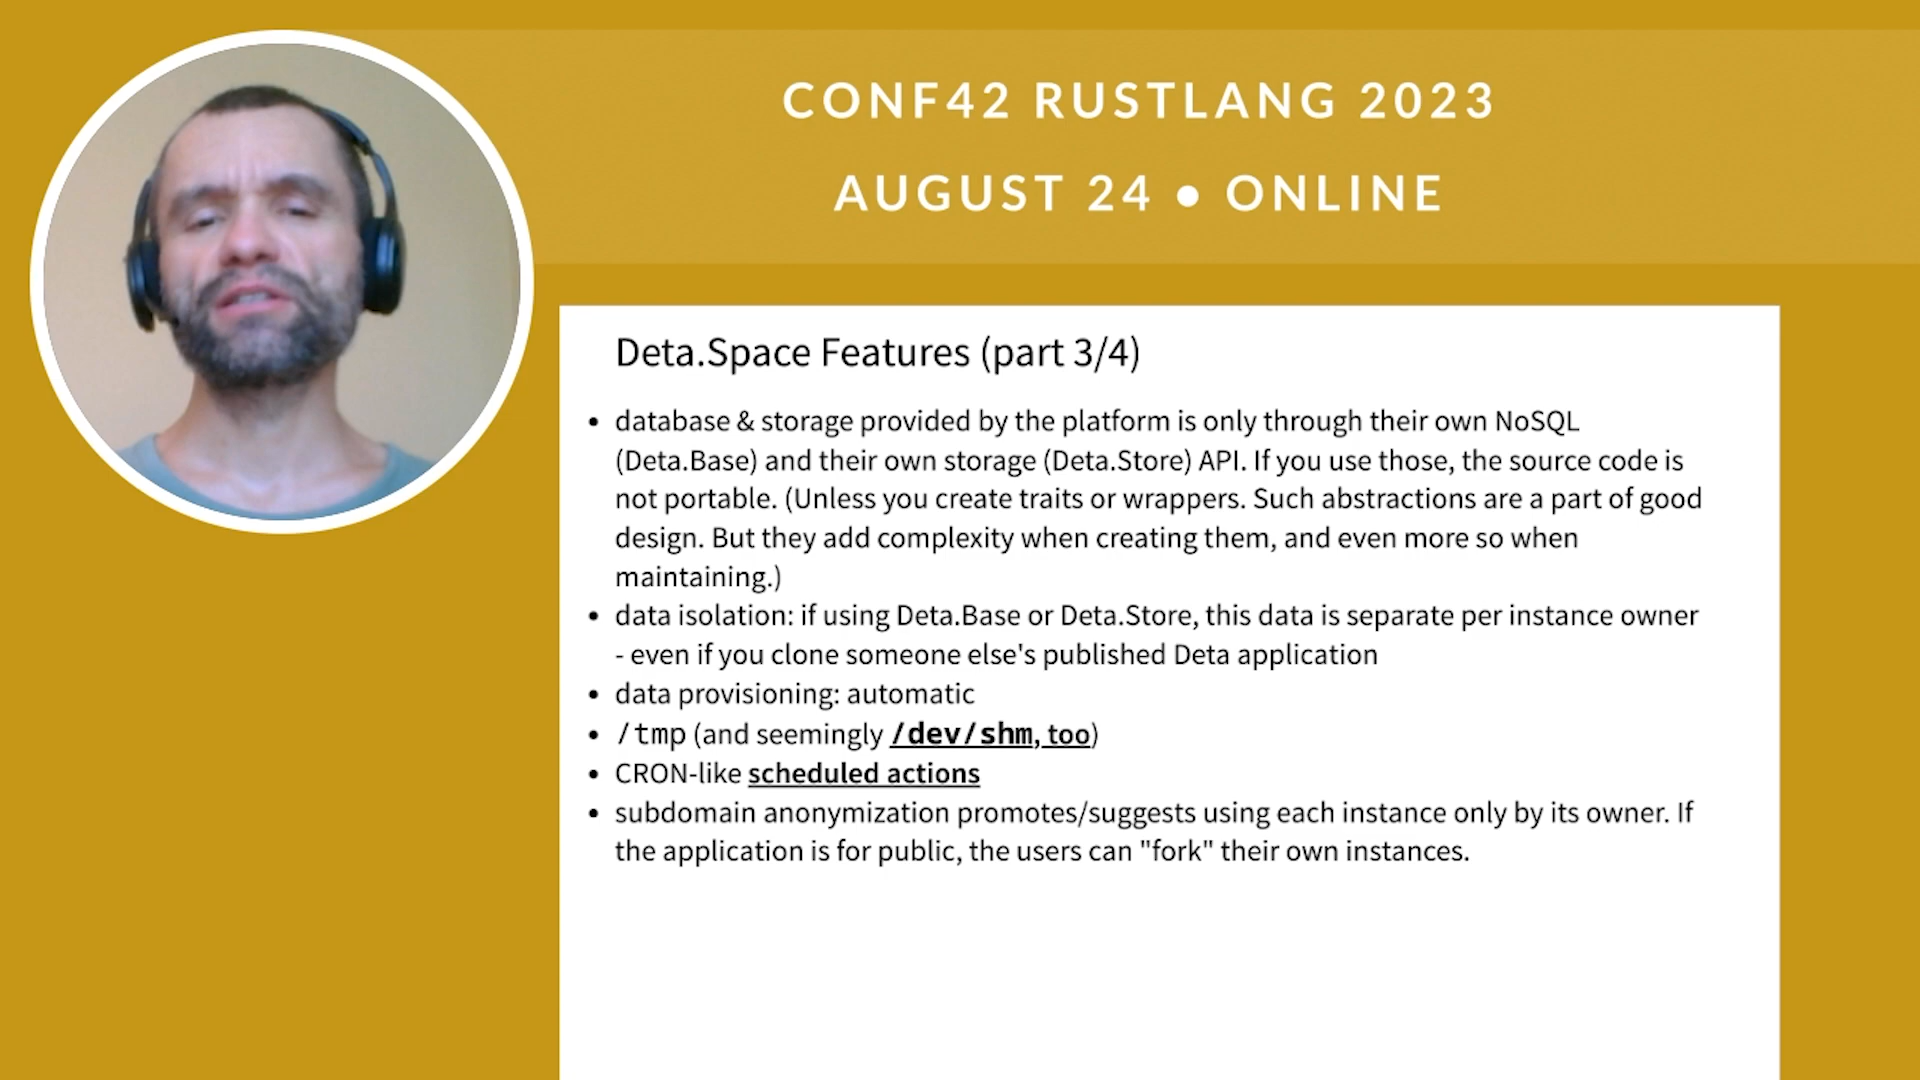 CONF42 RUSTLANG 2023
AUGUST 24 • ONLINE
Deta.Space Features (part 3/4)
• database & storage provided by the platform is only through their own NoSQL
(Deta.Base) and their own storage (Deta.Store) API. If you use those, the source code is
not portable. (Unless you create traits or wrappers. Such abstractions are a part of good
design. But they add complexity when creating them, and even more so when
maintaining.)
• data isolation: if using Deta.Base or Deta.Store, this data is separate per instance owner
- even if you clone someone else's published Deta application
• data provisioning: automatic
• /tmp (and seemingly /dev/shm, too)
• CRON-like scheduled actions
• subdomain anonymization promotes/suggests using each instance only by its owner. If
the application is for public, the users can "fork" their own instances.